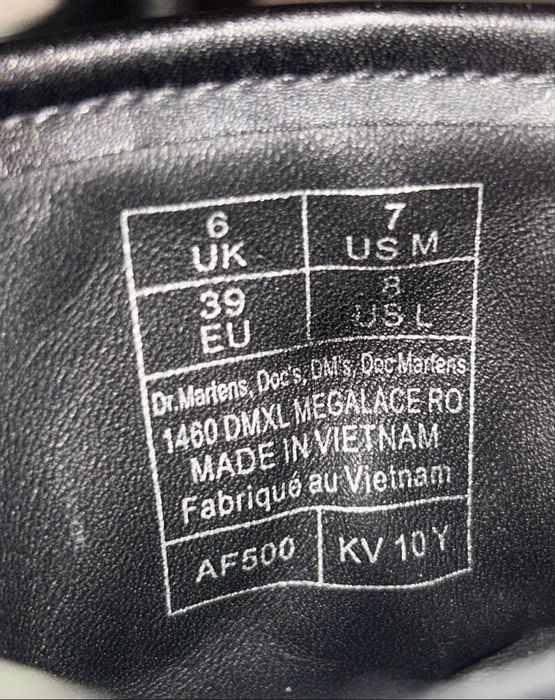 6
UK
7
US M
39
EU
8
US L
Dr.Martens, Doc's, DM's, Doc Martens
1460 DMXL MEGALACE RO
MADE IN VIETNAM
Fabriqué au Vietnam
AF500
KV 10Y